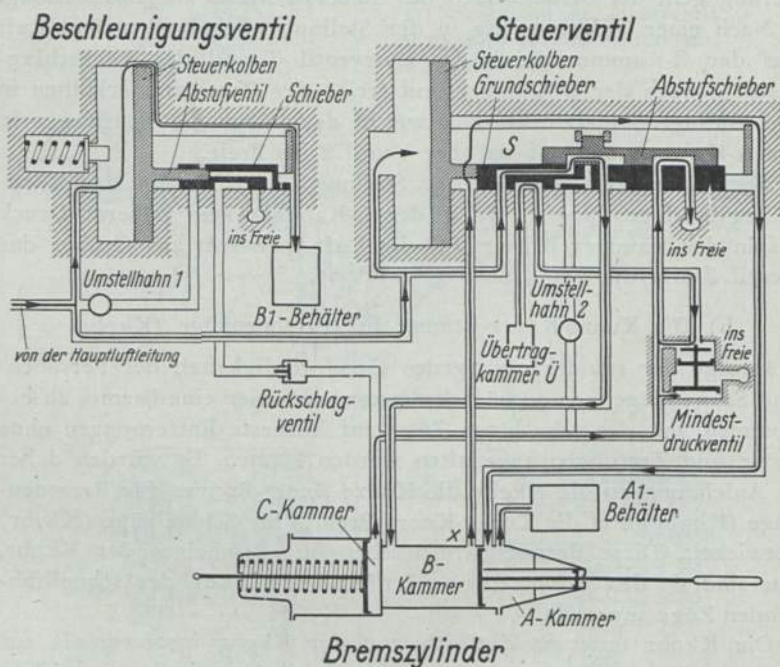 Beschleunigungsventil
Steuerventil
Steuerkolben
Abstufventil
Schieber
Steuerkolben
Grundschieber
Abstufschieber
S
ins Freie
ins Freie
Umstellhahn 1
B1-Behälter
Umstell-
hahn 2
ins
Freie
von der Hauptluftleitung
Übertrag-
kammer Ü
Rückschlag-
ventil
Mindest-
druckventil
C-Kammer
x
A1-
Behälter
B-
Kammer
A-Kammer
Bremszylinder